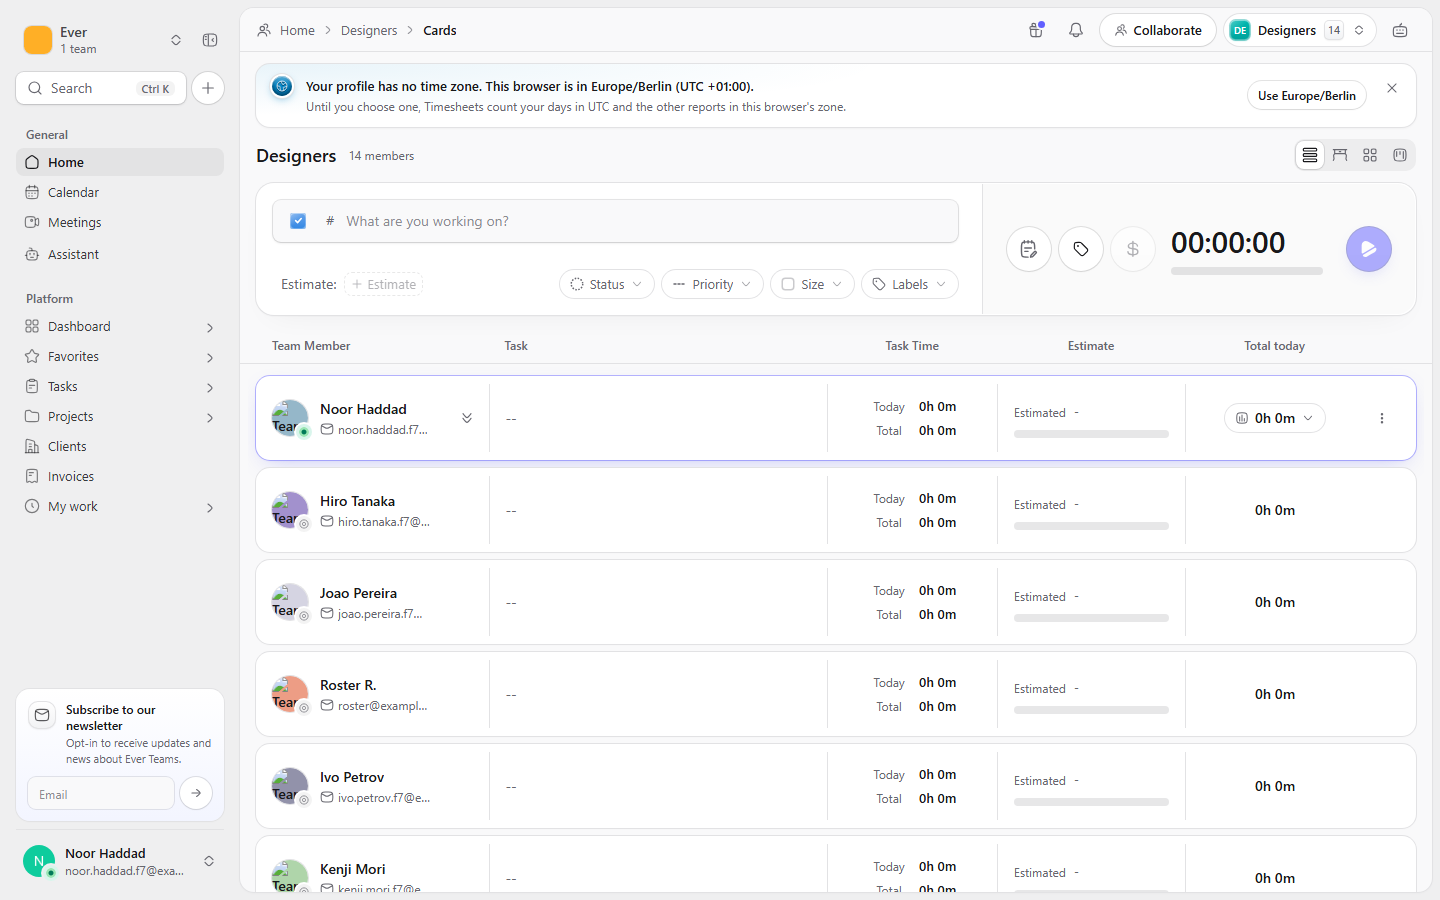 Ever
1 team
Search
Ctrl K
General
Home
Calendar
Meetings
Assistant
Platform
Dashboard
Favorites
Tasks
Projects
Clients
Invoices
My work
Subscribe to our
newsletter
Opt-in to receive updates and
news about Ever Teams.
Email
N
Noor Haddad
noor.haddad.f7@exa...
Home
Designers
Cards
Collaborate
DE
Designers
14
Your profile has no time zone. This browser is in Europe/Berlin (UTC +01:00).
Until you choose one, Timesheets count your days in UTC and the other reports in this browser's zone.
Use Europe/Berlin
Designers
14 members
# What are you working on?
Estimate:
+ Estimate
Status
Priority
Size
Labels
$
00:00:00
Team Member
Task
Task Time
Estimate
Total today
Noor Haddad
noor.haddad.f7...
--
Today 0h 0m
Total 0h 0m
Estimated -
0h 0m
Hiro Tanaka
hiro.tanaka.f7@...
--
Today 0h 0m
Total 0h 0m
Estimated -
0h 0m
Joao Pereira
joao.pereira.f7...
--
Today 0h 0m
Total 0h 0m
Estimated -
0h 0m
Roster R.
roster@exampl...
--
Today 0h 0m
Total 0h 0m
Estimated -
0h 0m
Ivo Petrov
ivo.petrov.f7@e...
--
Today 0h 0m
Total 0h 0m
Estimated -
0h 0m
Kenji Mori
kenji.mori.f7@e...
--
Today 0h 0m
Total 0h 0m
0h 0m